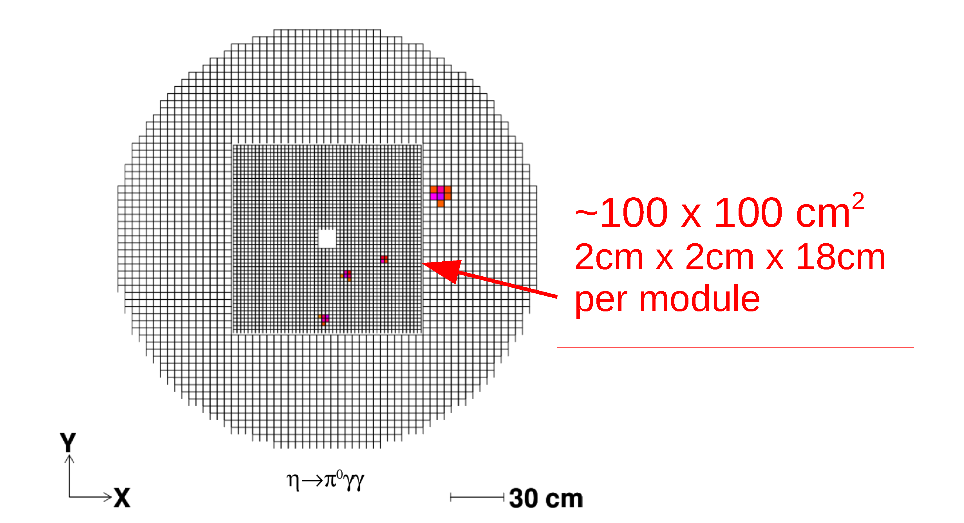 ~100 x 100 cm²
2cm x 2cm x 18cm
per module
Y
X
η→π⁰γγ
30 cm